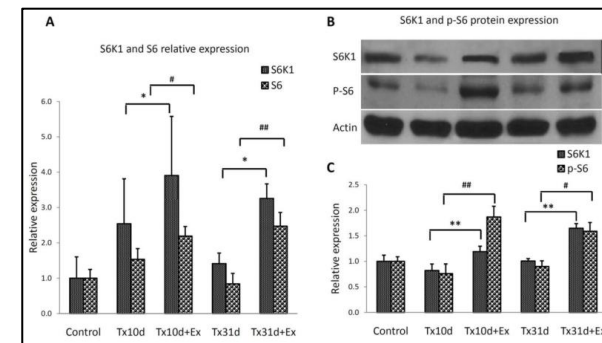 A
S6K1 and S6 relative expression
S6K1
S6
#
*
##
*
Relative expression
6.0
5.0
4.0
3.0
2.0
1.0
0.0
Control Tx10d Tx10d+Ex Tx31d Tx31d+Ex
B
S6K1 and p-S6 protein expression
S6K1
P-S6
Actin
C
S6K1
p-S6
##
**
#
**
Relative expression
2.5
2.0
1.5
1.0
0.5
0.0
Control Tx10d Tx10d+Ex Tx31d Tx31d+Ex